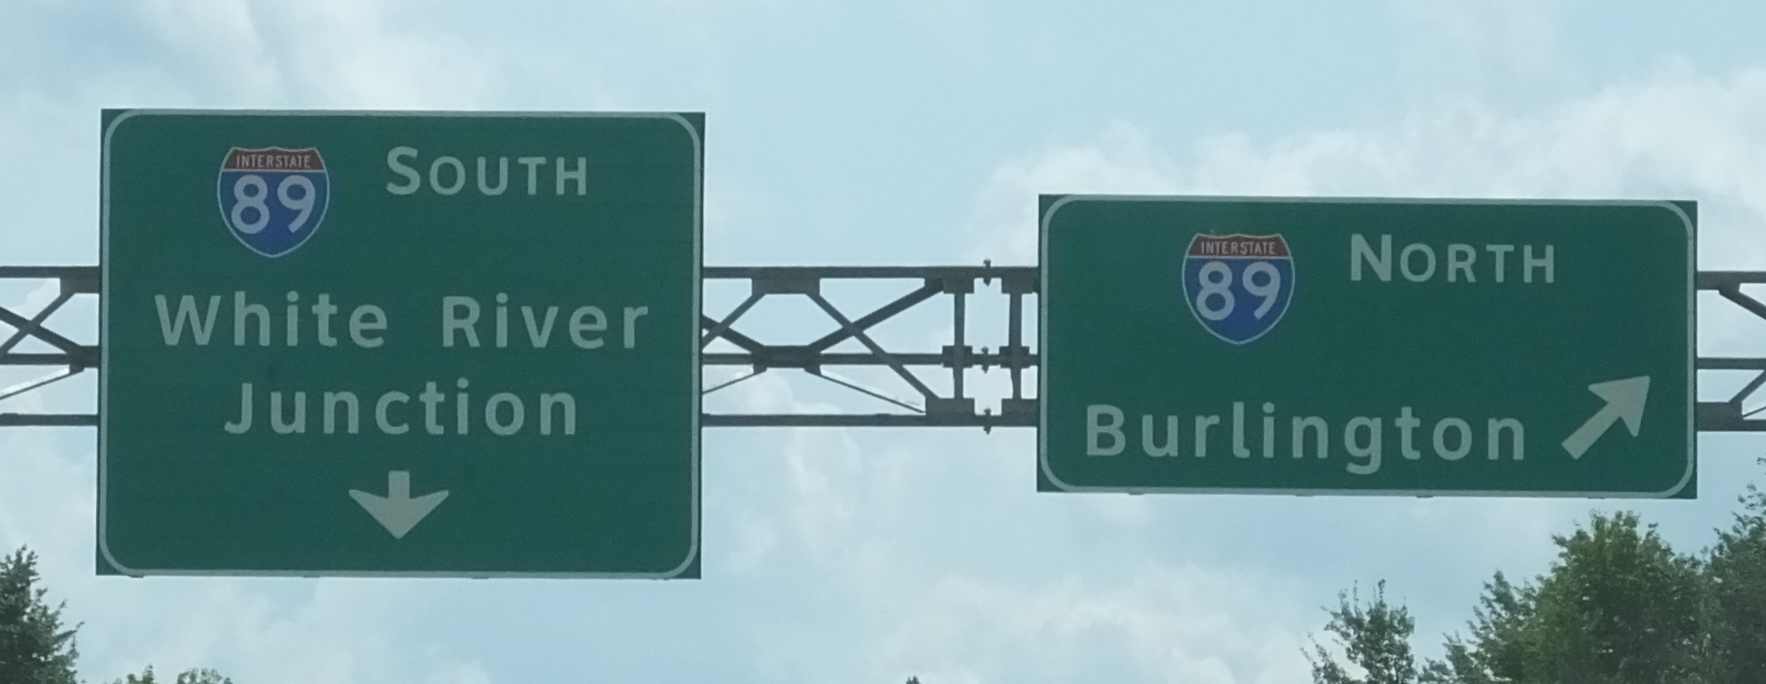 INTERSTATE
89 SOUTH
White River
Junction
INTERSTATE
89 NORTH
Burlington